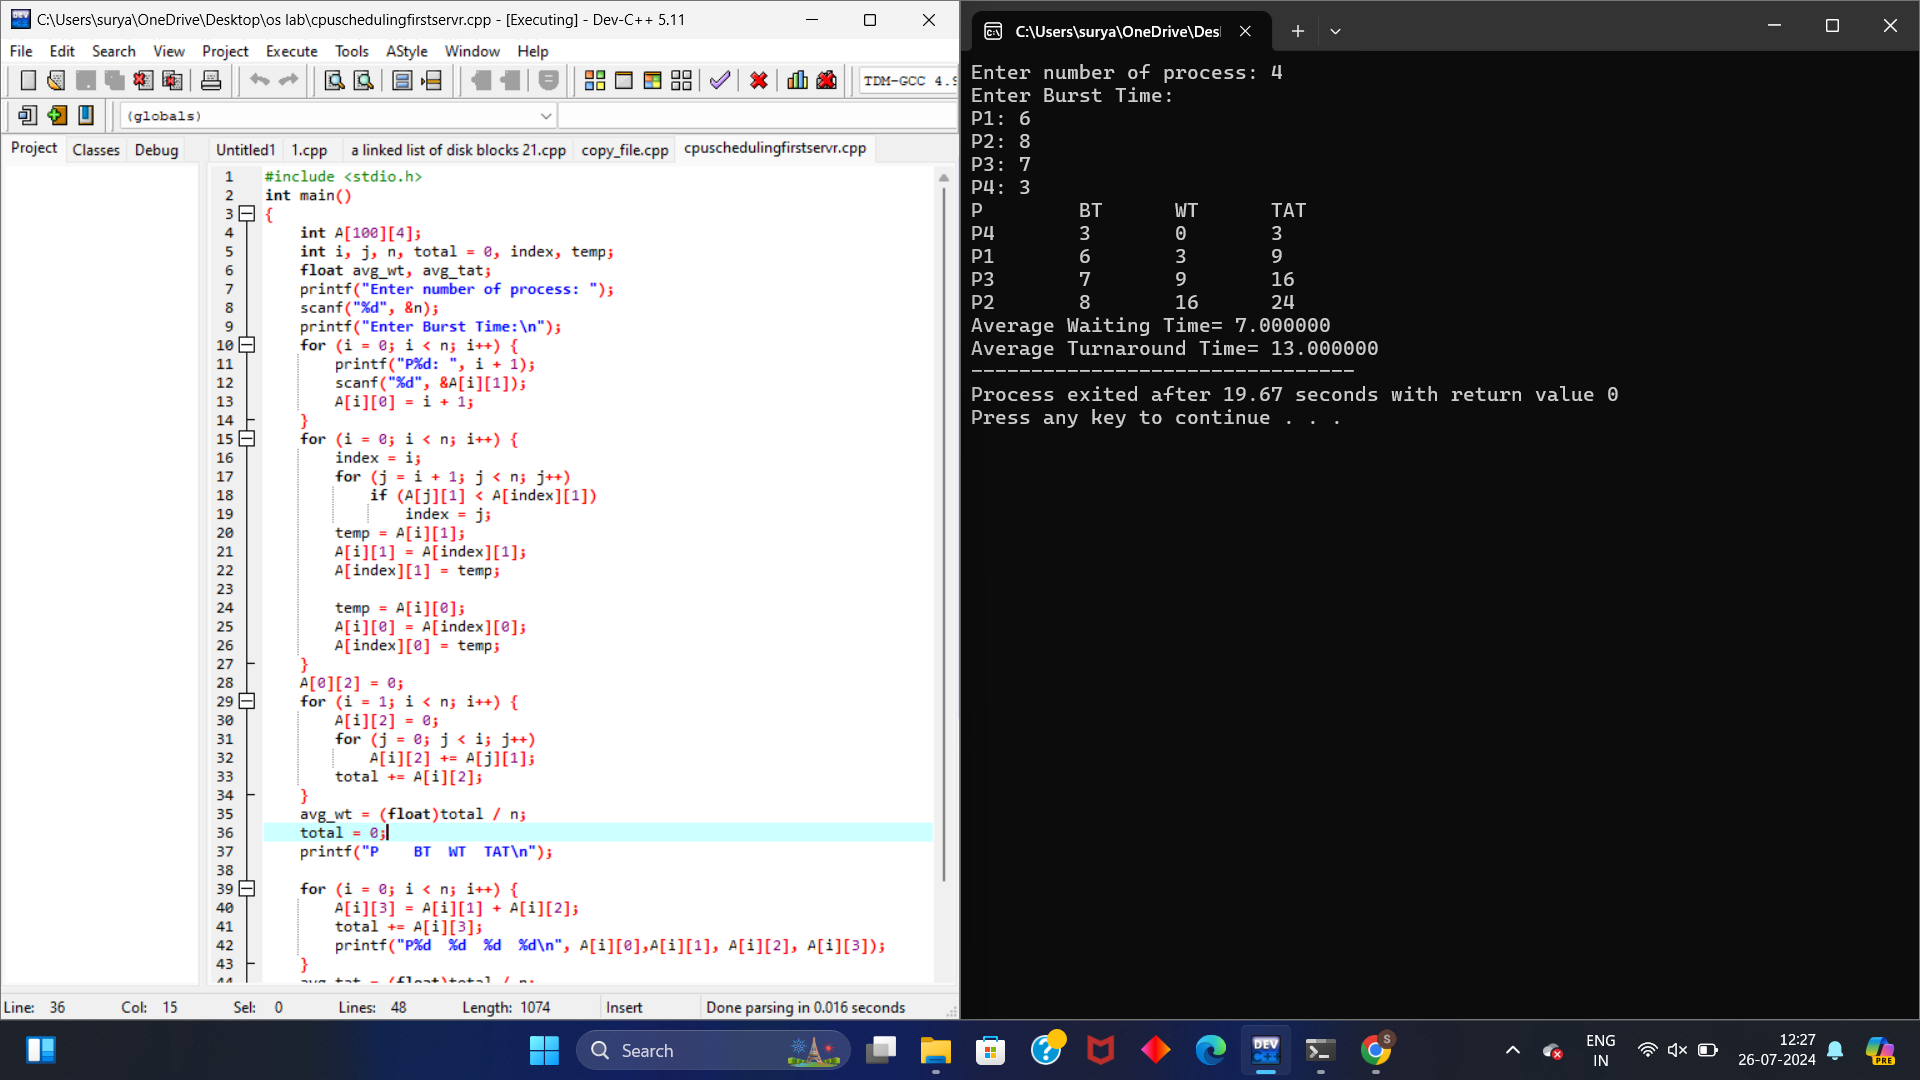 C:\Users\surya\OneDrive\Desktop\os lab\cpuschedulingfirstservr.cpp - [Executing] - Dev-C++ 5.11
File Edit Search View Project Execute Tools AStyle Window Help
TDM-GCC 4.9
(globals)
Project Classes Debug
Untitled1 1.cpp a linked list of disk blocks 21.cpp copy_file.cpp cpuschedulingfirstservr.cpp
1 #include <stdio.h>
2 int main()
3 {
4 int A[100][4];
5 int i, j, n, total = 0, index, temp;
6 float avg_wt, avg_tat;
7 printf("Enter number of process: ");
8 scanf("%d", &n);
9 printf("Enter Burst Time:\n");
10 for (i = 0; i < n; i++) {
11 printf("P%d: ", i + 1);
12 scanf("%d", &A[i][1]);
13 A[i][0] = i + 1;
14 }
15 for (i = 0; i < n; i++) {
16 index = i;
17 for (j = i + 1; j < n; j++)
18 if (A[j][1] < A[index][1])
19 index = j;
20 temp = A[i][1];
21 A[i][1] = A[index][1];
22 A[index][1] = temp;
23
24 temp = A[i][0];
25 A[i][0] = A[index][0];
26 A[index][0] = temp;
27 }
28 A[0][2] = 0;
29 for (i = 1; i < n; i++) {
30 A[i][2] = 0;
31 for (j = 0; j < i; j++)
32 A[i][2] += A[j][1];
33 total += A[i][2];
34 }
35 avg_wt = (float)total / n;
36 total = 0;
37 printf("P    BT  WT  TAT\n");
38
39 for (i = 0; i < n; i++) {
40 A[i][3] = A[i][1] + A[i][2];
41 total += A[i][3];
42 printf("P%d  %d  %d  %d\n", A[i][0],A[i][1], A[i][2], A[i][3]);
43 }
44 avg_tat = (float)total / n;
Line: 36 Col: 15 Sel: 0 Lines: 48 Length: 1074 Insert Done parsing in 0.016 seconds
C:\Users\surya\OneDrive\Des
Enter number of process: 4
Enter Burst Time:
P1: 6
P2: 8
P3: 7
P4: 3
P BT WT TAT
P4 3 0 3
P1 6 3 9
P3 7 9 16
P2 8 16 24
Average Waiting Time= 7.000000
Average Turnaround Time= 13.000000
--------------------------------
Process exited after 19.67 seconds with return value 0
Press any key to continue . . .
Search
DEV
C++
S
ENG
IN
12:27
26-07-2024
PRE